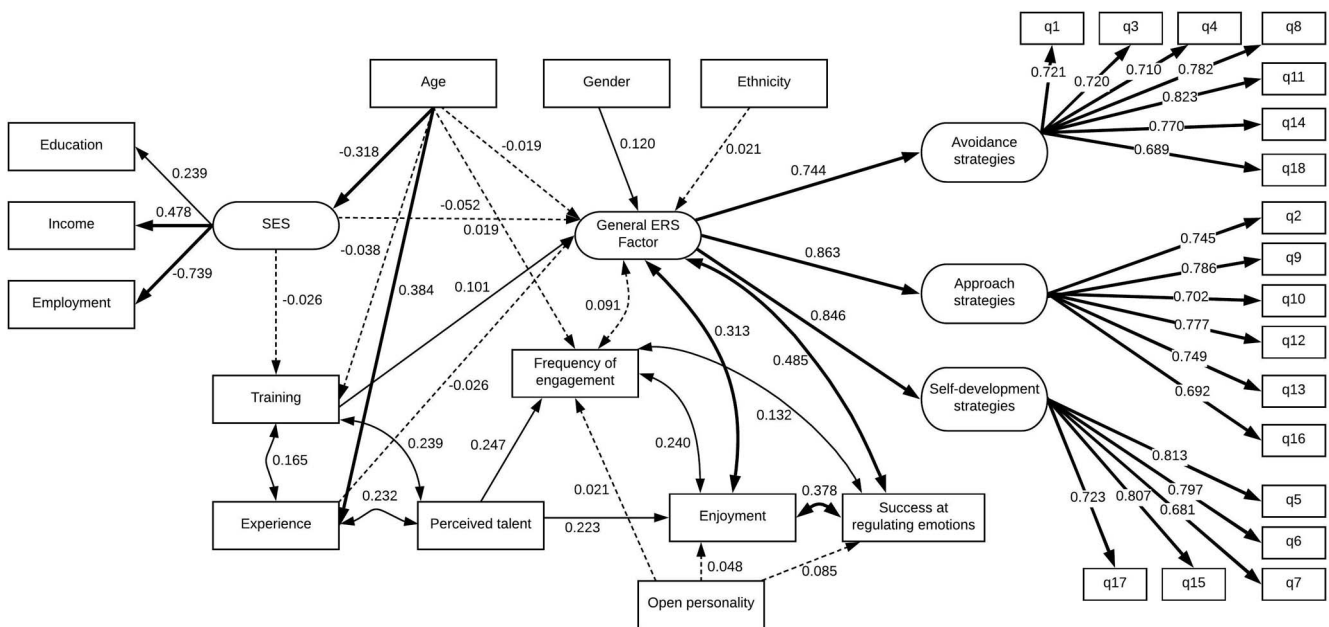 q1
q3
q4
q8
Age
Gender
Ethnicity
0.721
0.720
0.710
0.782
q11
0.823
q14
0.770
0.689
q18
Education
-0.318
-0.019
0.120
0.021
Avoidance
strategies
0.239
0.744
Income
0.478
SES
-0.052
General ERS
Factor
q2
0.745
-0.038
0.019
0.863
q9
0.786
Employment
-0.739
-0.026
0.384
0.101
0.091
0.313
0.485
0.846
Approach
strategies
0.702
q10
0.777
q12
0.749
q13
0.692
q16
Frequency of
engagement
Training
-0.026
Self-development
strategies
0.165
0.239
0.247
0.240
0.132
0.813
q5
0.797
q6
0.681
q7
0.807
0.723
q15
q17
Experience
0.232
Perceived talent
0.021
0.223
Enjoyment
0.378
Success at
regulating emotions
0.048
0.085
Open personality